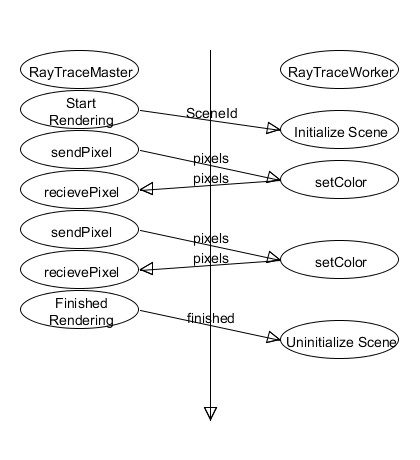 RayTraceMaster
RayTraceWorker
Start
Rendering
SceneId
Initialize Scene
sendPixel
pixels
setColor
pixels
recievePixel
sendPixel
pixels
setColor
pixels
recievePixel
Finished
Rendering
finished
Uninitialize Scene